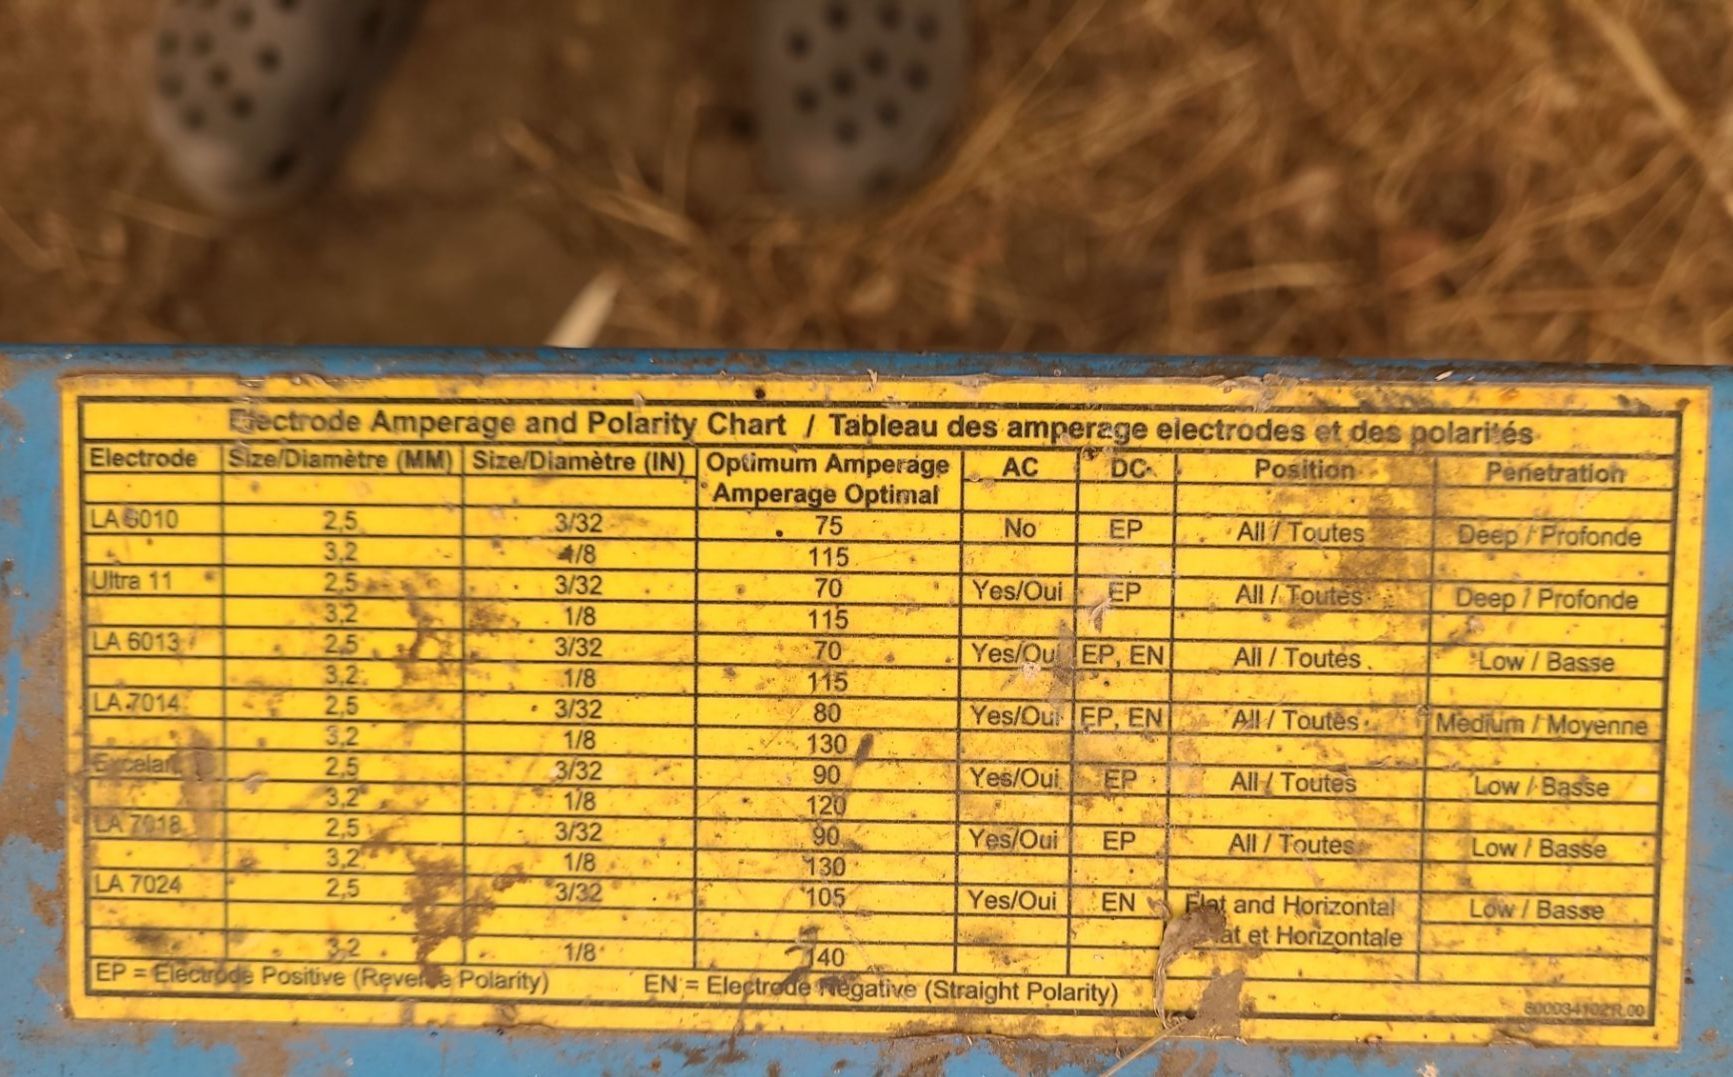 Electrode Amperage and Polarity Chart / Tableau des amperage electrodes et des polarités
Electrode Size/Diamètre (MM) Size/Diamètre (IN) Optimum Amperage AC DC Position Penetration
Amperage Optimal
LA 6010 2,5 3/32 75 No EP All / Toutes Deep / Profonde
3,2 1/8 115
Ultra 11 2,5 3/32 70 Yes/Oui EP All / Toutes Deep / Profonde
3,2 1/8 115
LA 6013 2,5 3/32 70 Yes/Oui EP, EN All / Toutes Low / Basse
3,2 1/8 115
LA 7014 2,5 3/32 80 Yes/Oui EP, EN All / Toutes Medium / Moyenne
3,2 1/8 130
2,5 3/32 90 Yes/Oui EP All / Toutes Low / Basse
3,2 1/8 120
LA 7018 2,5 3/32 90 Yes/Oui EP All / Toutes Low / Basse
3,2 1/8 130
LA 7024 2,5 3/32 105 Yes/Oui EN Flat and Horizontal Low / Basse
et Horizontale
3,2 1/8 140
EP = Electrode Positive (Reverse Polarity) EN = Electrode Negative (Straight Polarity)